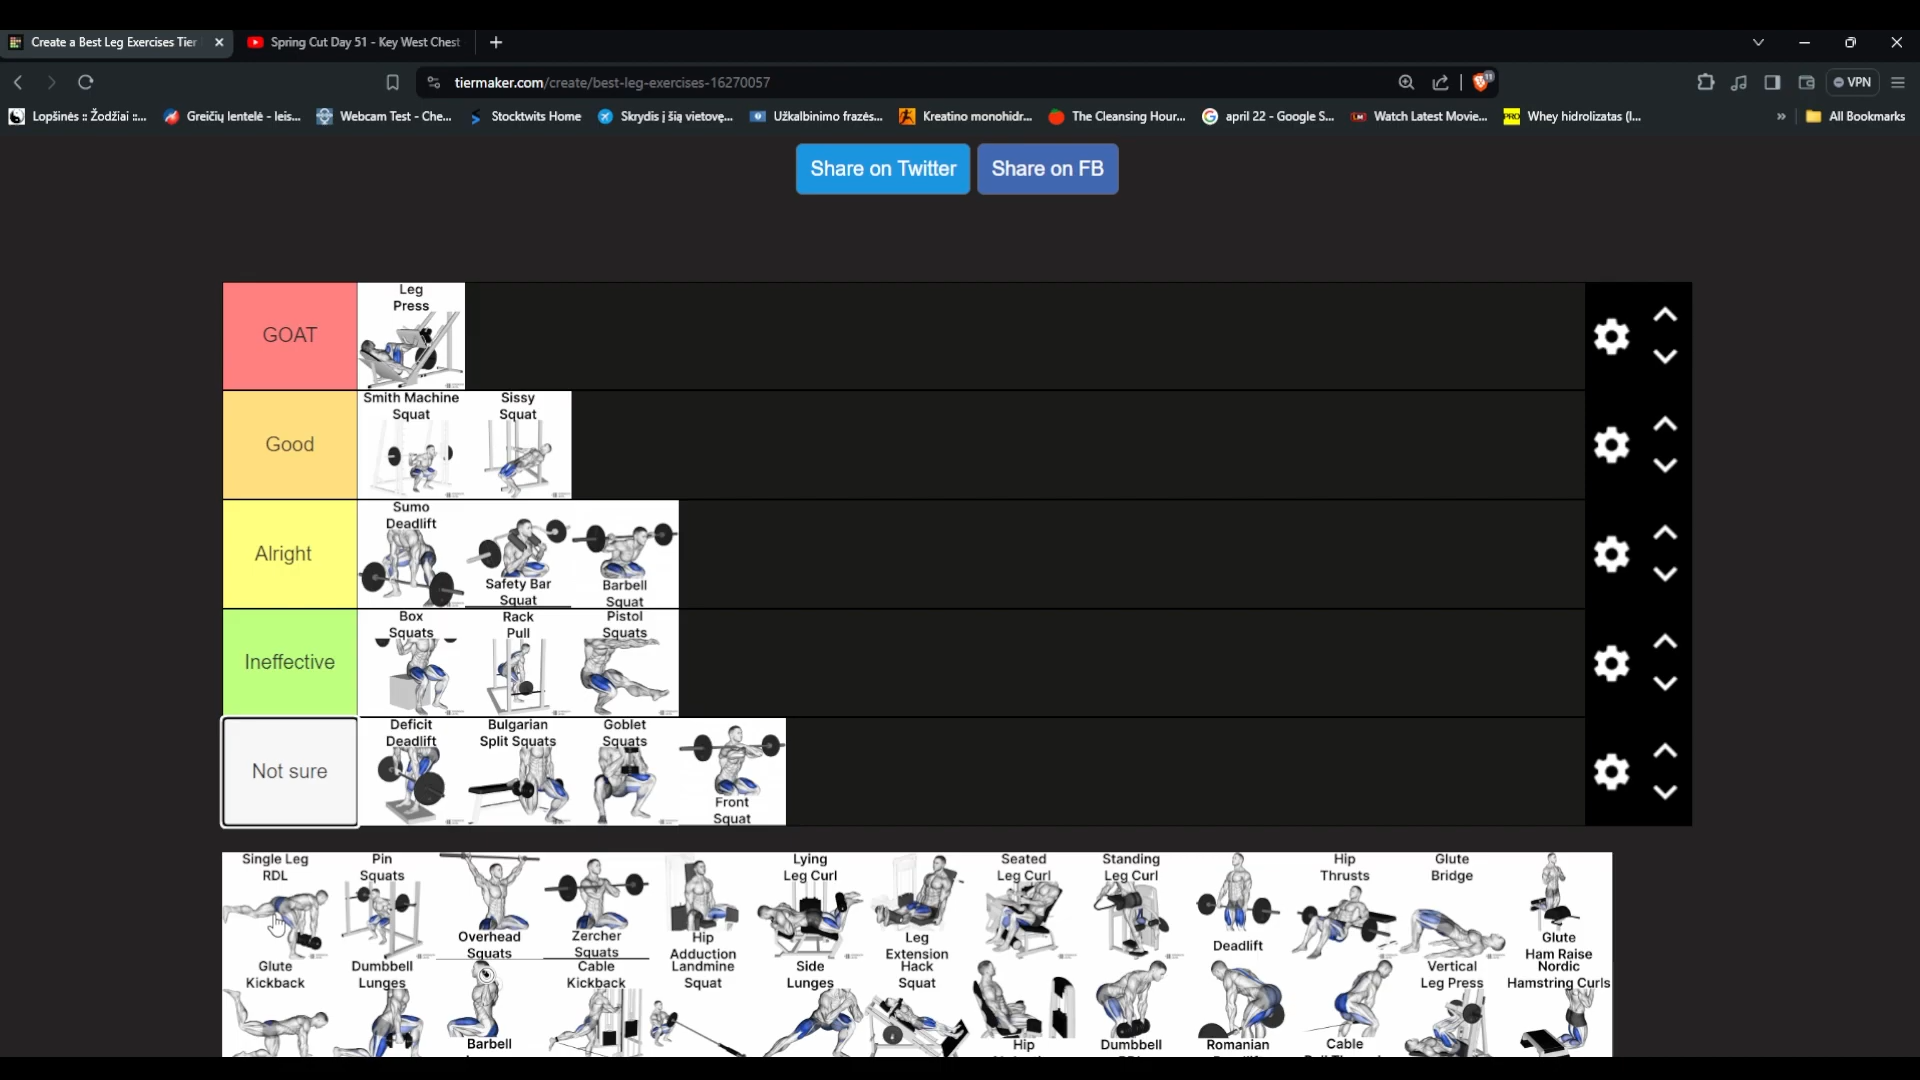 Create a Best Leg Exercises Tier
Spring Cut Day 51 - Key West Chest
tiermaker.com/create/best-leg-exercises-16270057
11
VPN
Lopšinės :: Žodžiai ::...
Greičių lentelė - leis...
Webcam Test - Che...
Stocktwits Home
Skrydis į šią vietovę...
Užkalbinimo frazės...
Kreatino monohidr...
The Cleansing Hour...
april 22 - Google S...
Watch Latest Movie...
PRO
Whey hidrolizatas (l...
»
All Bookmarks
Share on Twitter
Share on FB
GOAT
Leg
Press
Good
Smith Machine
Squat
Sissy
Squat
Alright
Sumo
Deadlift
Safety Bar
Squat
Barbell
Squat
Ineffective
Box
Squats
Rack
Pull
Pistol
Squats
Not sure
Deficit
Deadlift
Bulgarian
Split Squats
Goblet
Squats
Front
Squat
Single Leg
RDL
Pin
Squats
Overhead
Squats
Zercher
Squats
Hip
Adduction
Lying
Leg Curl
Leg
Extension
Seated
Leg Curl
Standing
Leg Curl
Deadlift
Hip
Thrusts
Glute
Bridge
Glute
Ham Raise
Glute
Kickback
Dumbbell
Lunges
Barbell
Cable
Kickback
Landmine
Squat
Side
Lunges
Hack
Squat
Hip
Dumbbell
Romanian
Cable
Vertical
Leg Press
Nordic
Hamstring Curls